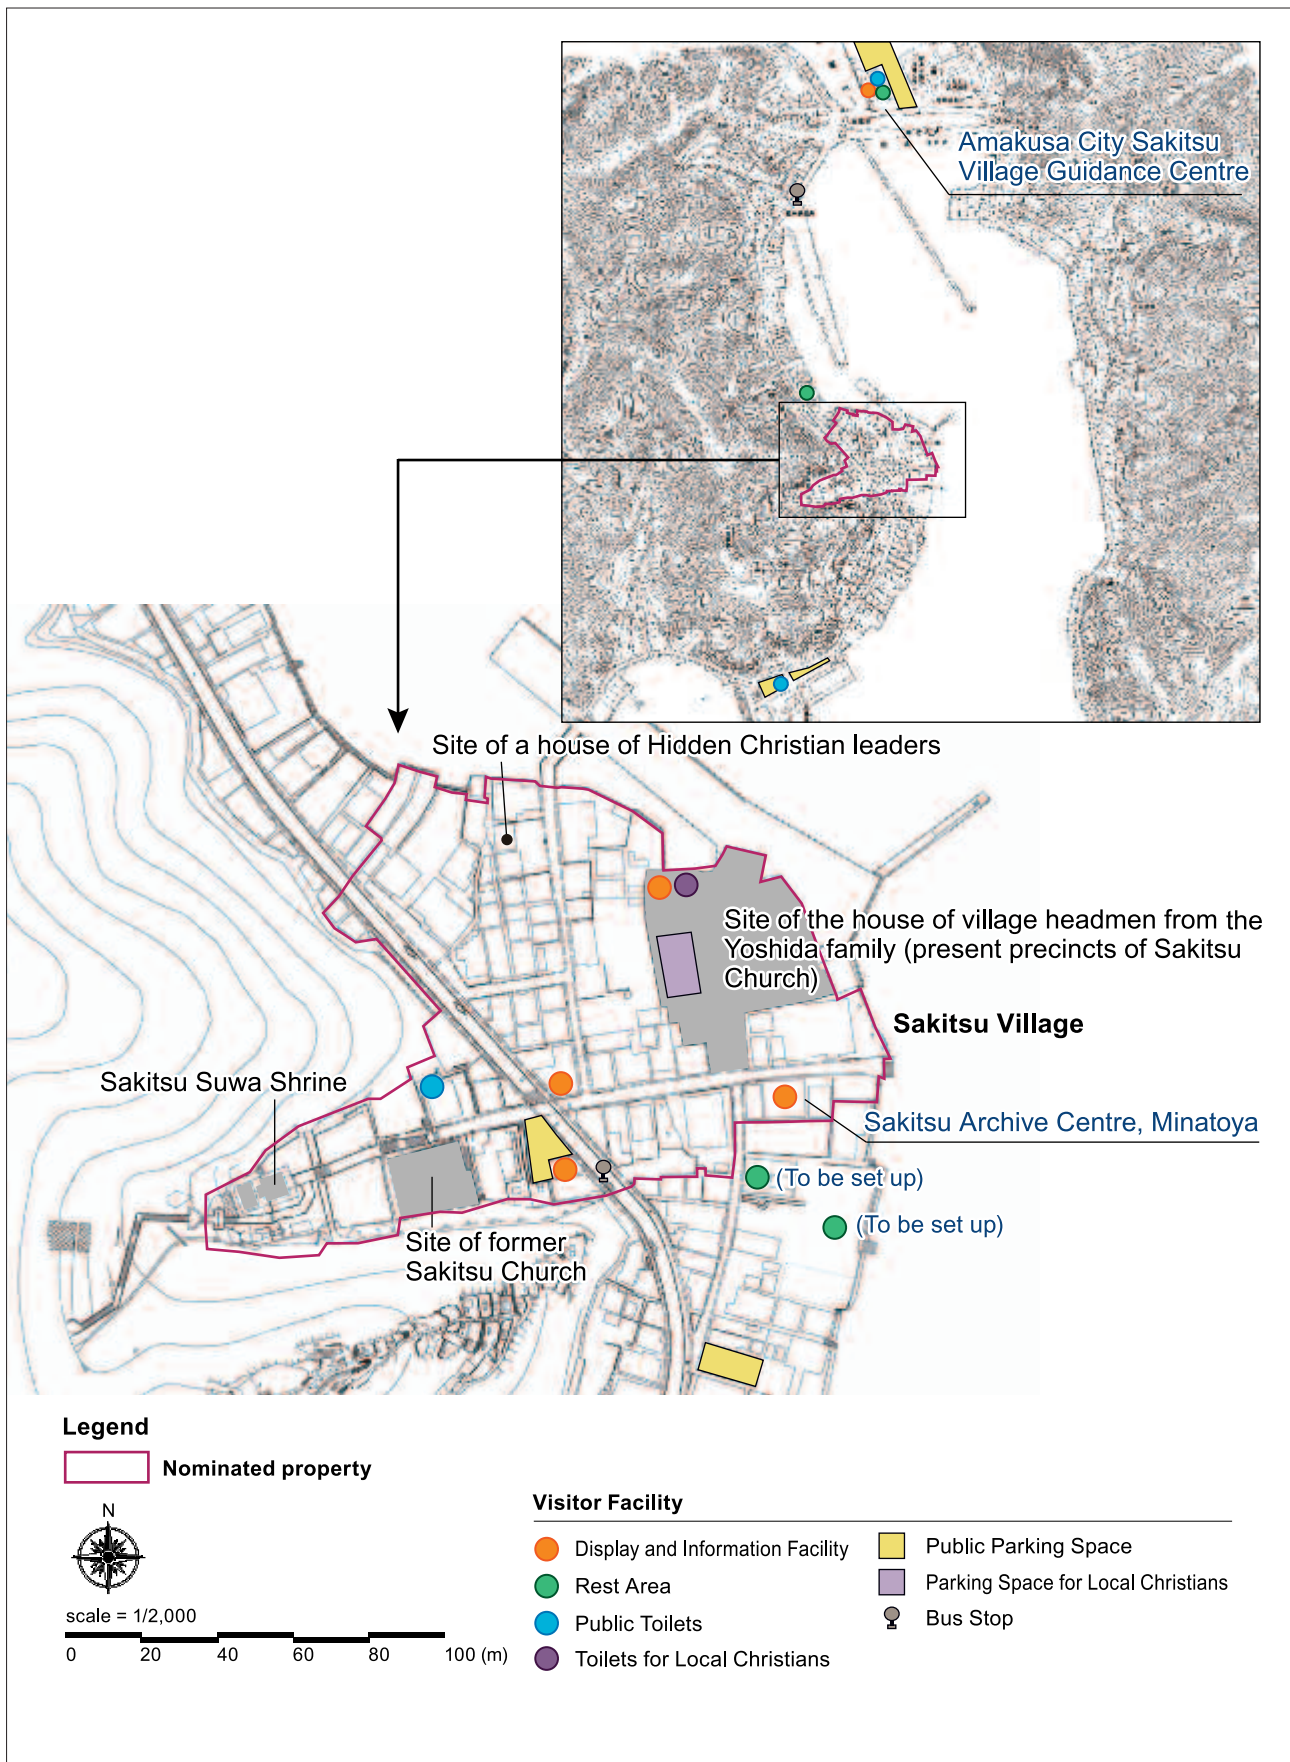 Amakusa City Sakitsu
Village Guidance Centre
Site of a house of Hidden Christian leaders
Site of the house of village headmen from the
Yoshida family (present precincts of Sakitsu
Church)
Sakitsu Village
Sakitsu Suwa Shrine
Sakitsu Archive Centre, Minatoya
(To be set up)
(To be set up)
Site of former
Sakitsu Church
Legend
Nominated property
N
scale = 1/2,000
0 20 40 60 80 100 (m)
Visitor Facility
Display and Information Facility
Rest Area
Public Toilets
Toilets for Local Christians
Public Parking Space
Parking Space for Local Christians
Bus Stop